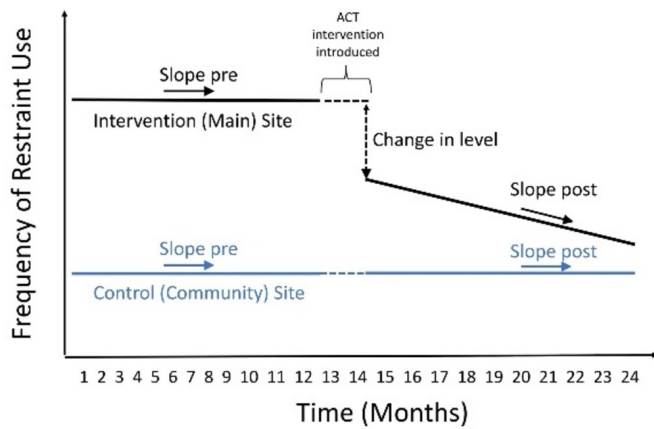 ACT
intervention
introduced
Slope pre
Intervention (Main) Site
Change in level
Slope post
Slope pre
Slope post
Control (Community) Site
Frequency of Restraint Use
1 2 3 4 5 6 7 8 9 10 11 12 13 14 15 16 17 18 19 20 21 22 23 24
Time (Months)